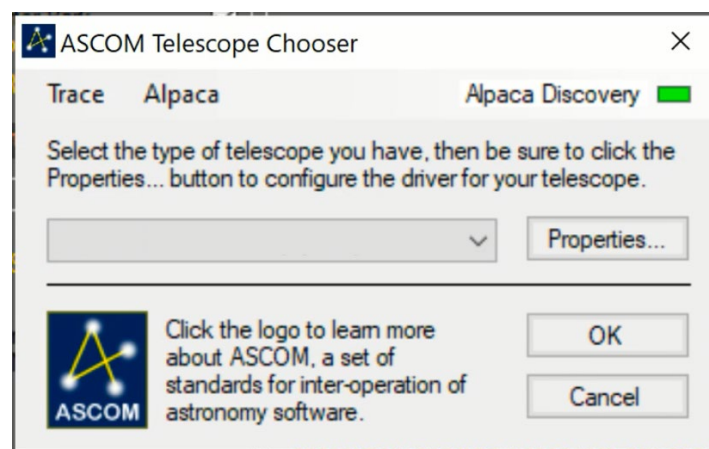 ASCOM Telescope Chooser
Trace Alpaca Alpaca Discovery
Select the type of telescope you have, then be sure to click the
Properties... button to configure the driver for your telescope.
Properties...
Click the logo to learn more
about ASCOM, a set of
standards for inter-operation of
astronomy software.
ASCOM
OK
Cancel